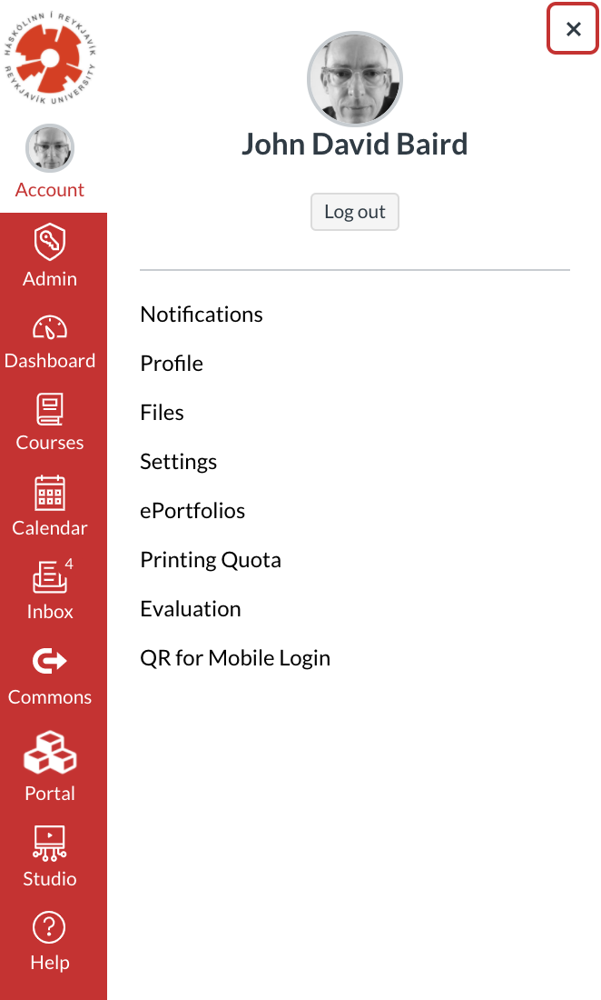 HÁSKÓLINN Í REYKJAVÍK
REYKJAVÍK UNIVERSITY
Account
Admin
Dashboard
Courses
Calendar
4
Inbox
Commons
Portal
Studio
Help
×
John David Baird
Log out
Notifications
Profile
Files
Settings
ePortfolios
Printing Quota
Evaluation
QR for Mobile Login